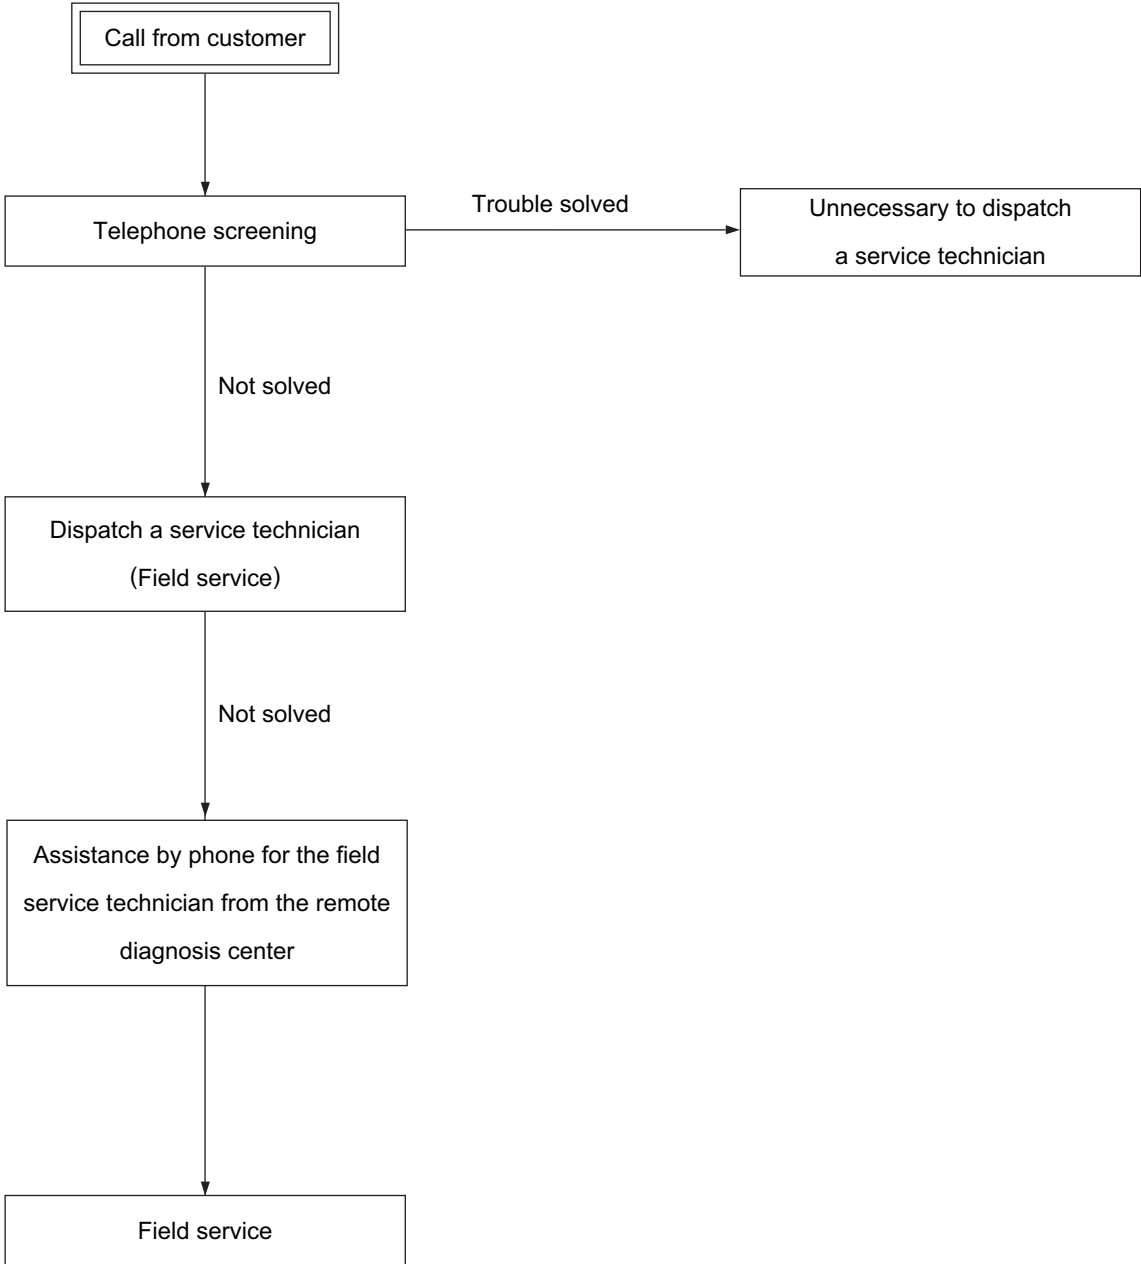 Call from customer
Telephone screening
Trouble solved
Unnecessary to dispatch
a service technician
Not solved
Dispatch a service technician
(Field service)
Not solved
Assistance by phone for the field
service technician from the remote
diagnosis center
Field service